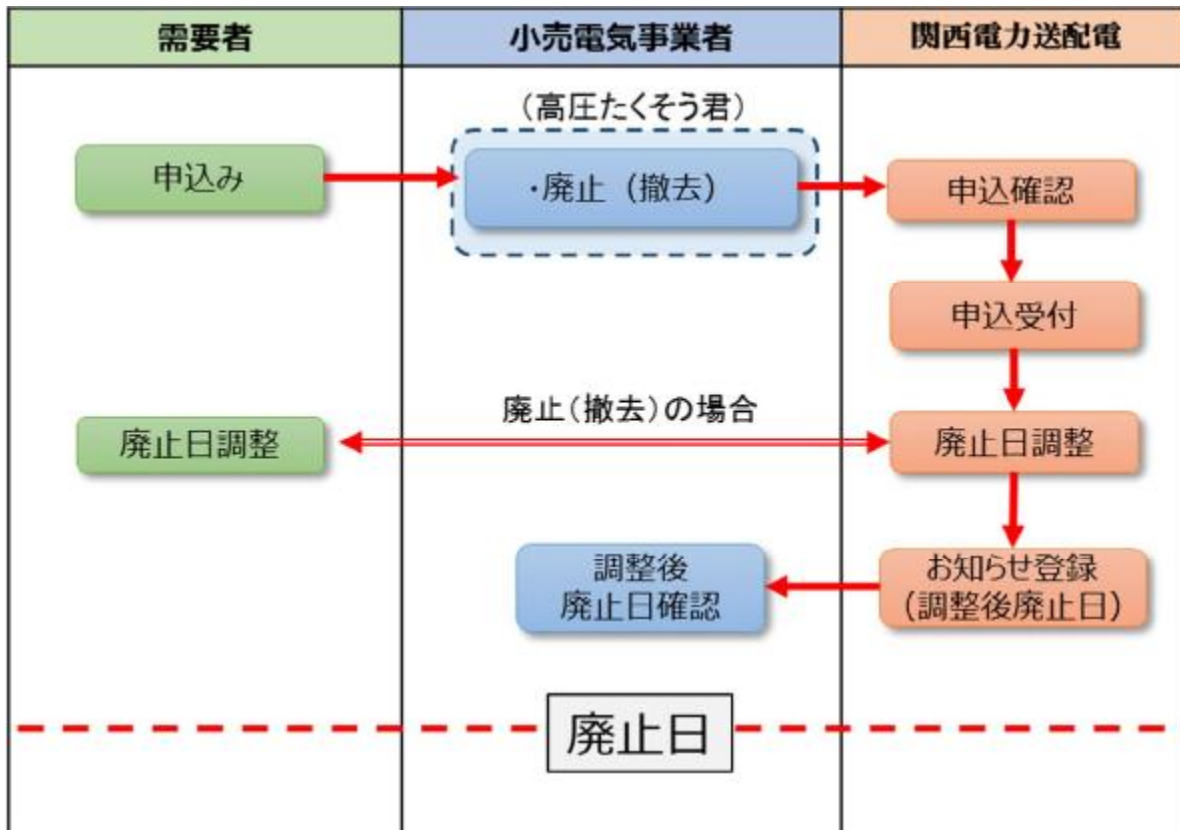 需要者
小売電気事業者
関西電力送配電
（高圧たくそう君）
申込み
・廃止（撤去）
申込確認
申込受付
廃止（撤去）の場合
廃止日調整
廃止日調整
調整後
廃止日確認
お知らせ登録
（調整後廃止日）
廃止日